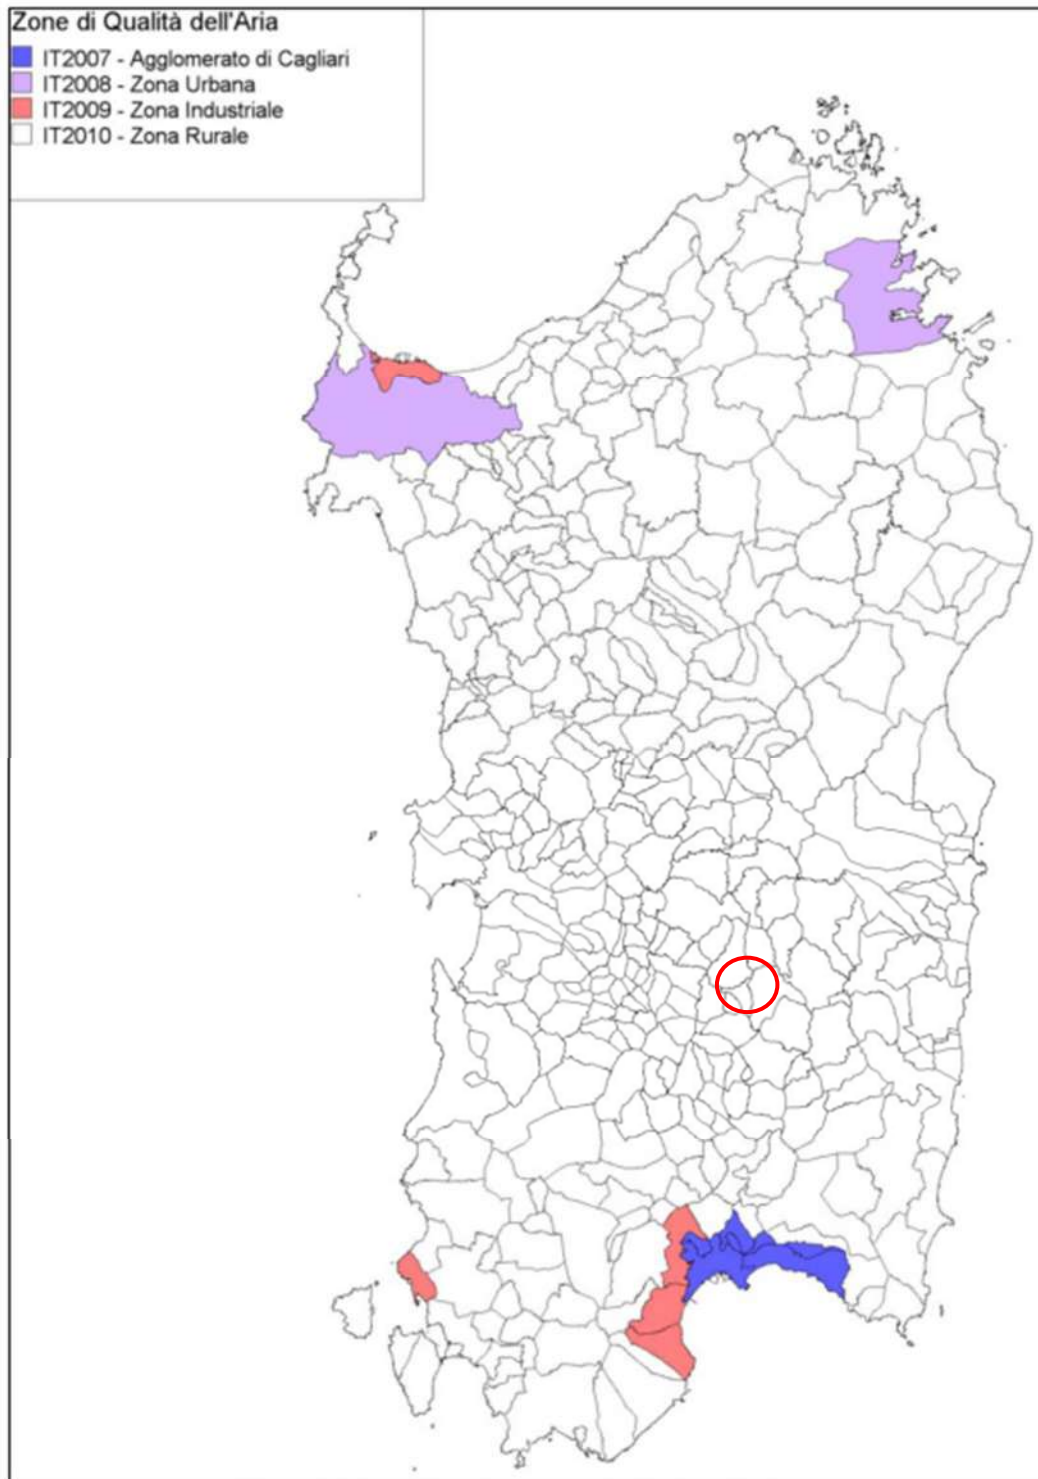 Zone di Qualità dell'Aria
IT2007 - Agglomerato di Cagliari
IT2008 - Zona Urbana
IT2009 - Zona Industriale
IT2010 - Zona Rurale